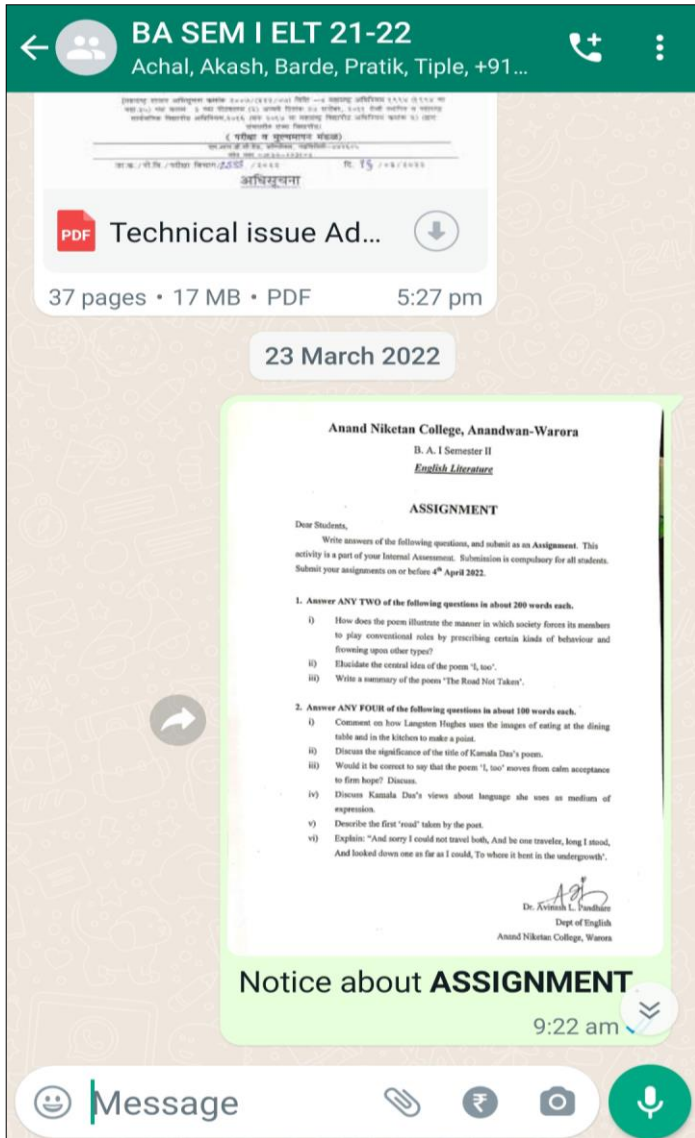 BA SEM I ELT 21-22
Achal, Akash, Barde, Pratik, Tiple, +91...
( परीक्षा व मूल्यमापन मंडळ)
अधिसूचना
PDF Technical issue Ad...
37 pages • 17 MB • PDF 5:27 pm
23 March 2022
Anand Niketan College, Anandwan-Warora
B. A. I Semester II
English Literature
ASSIGNMENT
Dear Students,
Write answers of the following questions, and submit as an Assignment. This
activity is a part of your Internal Assessment. Submission is compulsory for all students.
Submit your assignments on or before 4th April 2022.
1. Answer ANY TWO of the following questions in about 200 words each.
i) How does the poem illustrate the manner in which society forces its members
to play conventional roles by prescribing certain kinds of behaviour and
frowning upon other types?
ii) Elucidate the central idea of the poem 'I, too'.
iii) Write a summary of the poem 'The Road Not Taken'.
2. Answer ANY FOUR of the following questions in about 100 words each.
i) Comment on how Langston Hughes uses the images of eating at the dining
table and in the kitchen to make a point.
ii) Discuss the significance of the title of Kamala Das's poem.
iii) Would it be correct to say that the poem 'I, too' moves from calm acceptance
to firm hope? Discuss.
iv) Discuss Kamala Das's views about language she uses as medium of
expression.
v) Describe the first 'road' taken by the poet.
vi) Explain: "And sorry I could not travel both, And be one traveler, long I stood,
And looked down one as far as I could, To where it bent in the undergrowth'.
Dr. Avinash L. Pandhare
Dept of English
Anand Niketan College, Warora
Notice about ASSIGNMENT
9:22 am
Message